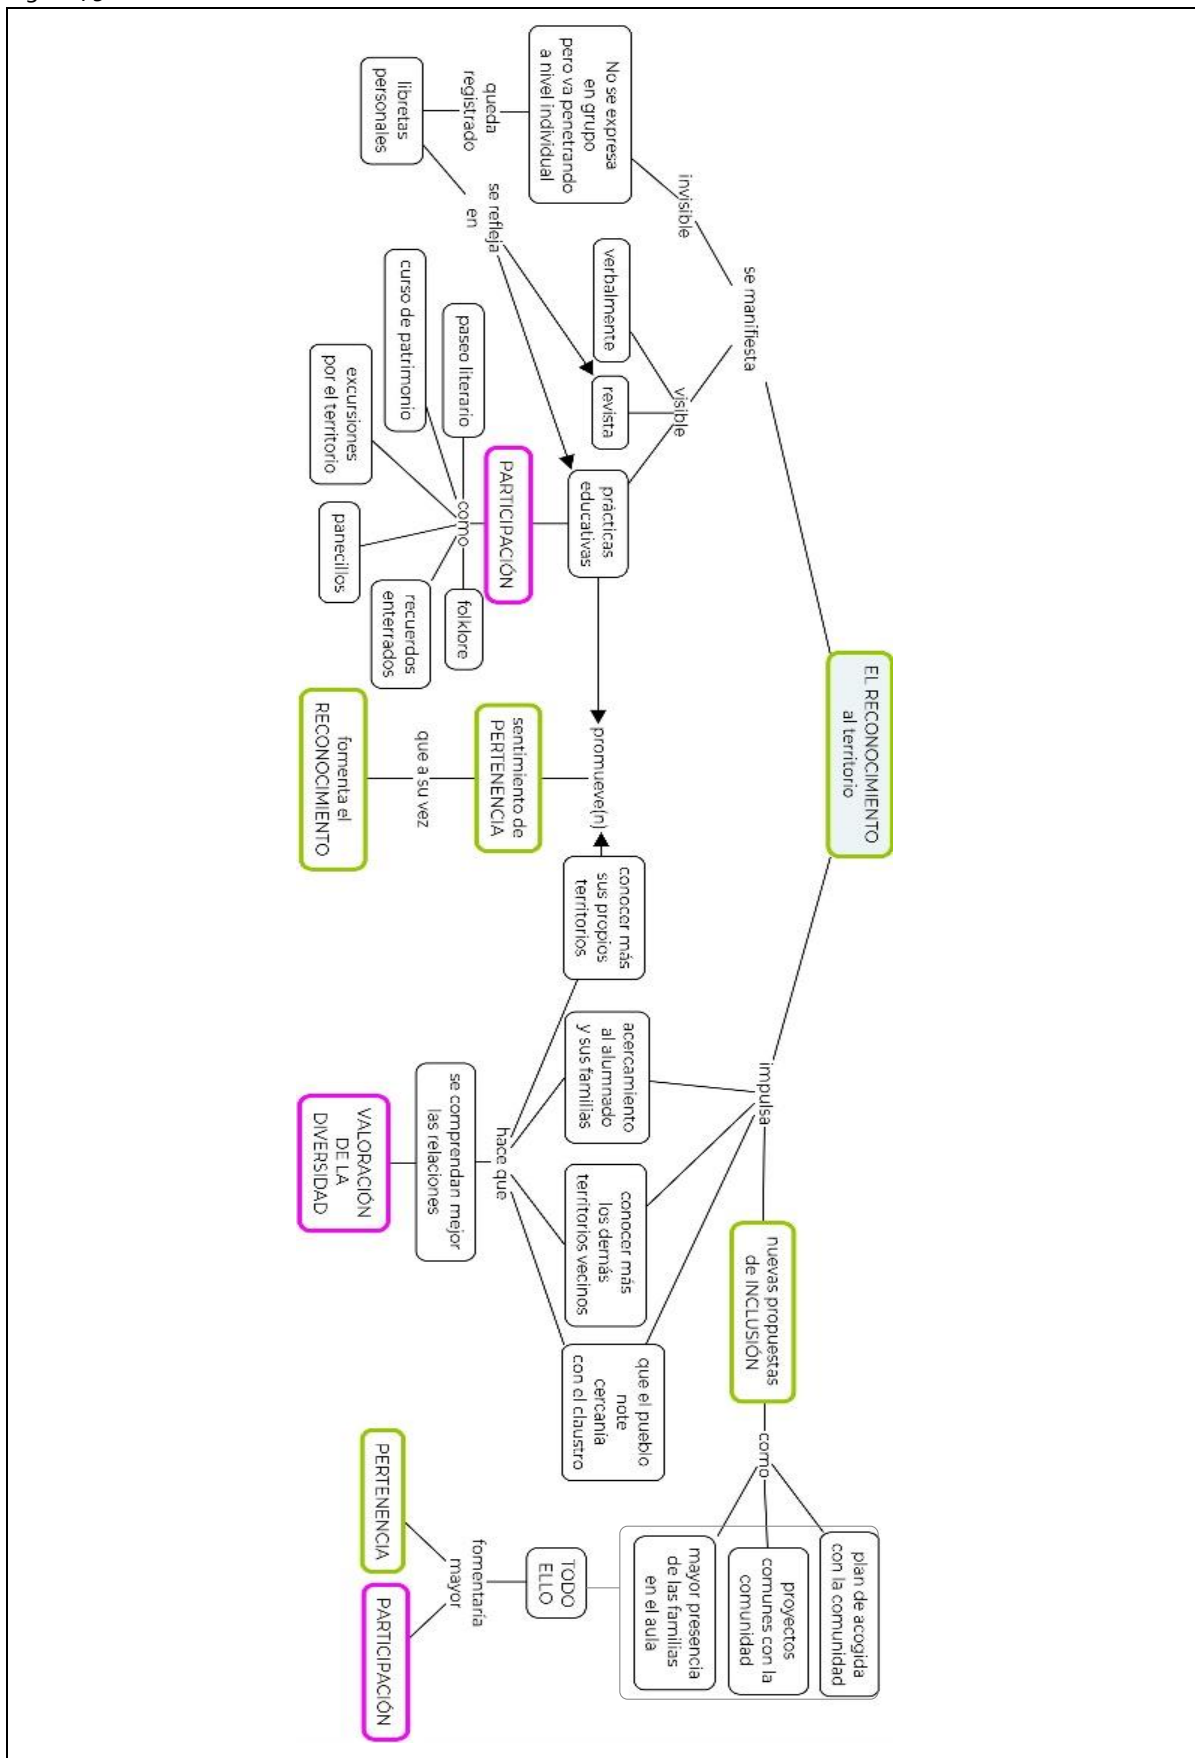 EL RECONOCIMIENTO
al territorio
se manifiesta
invisible
No se expresa
en grupo
pero va penetrando
a nivel individual
queda
registrado
libretas
personales
se refleja
en
visible
verbalmente
revista
prácticas
educativas
PARTICIPACIÓN
como
paseo literario
curso de patrimonio
excursiones
por el territorio
panecillos
recuerdos
enterrados
folklore
promueve(n)
sentimiento de
PERTENENCIA
que a su vez
fomenta el
RECONOCIMIENTO
impulsa
conocer más
sus propios
territorios
acercamiento
al alumnado
y sus familias
conocer más
los demás
territorios vecinos
que el pueblo
note
cercanía
con el claustro
hace que
se comprendan mejor
las relaciones
VALORACIÓN
DE LA
DIVERSIDAD
nuevas propuestas
de INCLUSIÓN
como
plan de acogida
con la comunidad
proyectos
comunes con la
comunidad
mayor presencia
de las familias
en el aula
TODO
ELLO
fomentaría
mayor
PERTENENCIA
PARTICIPACIÓN